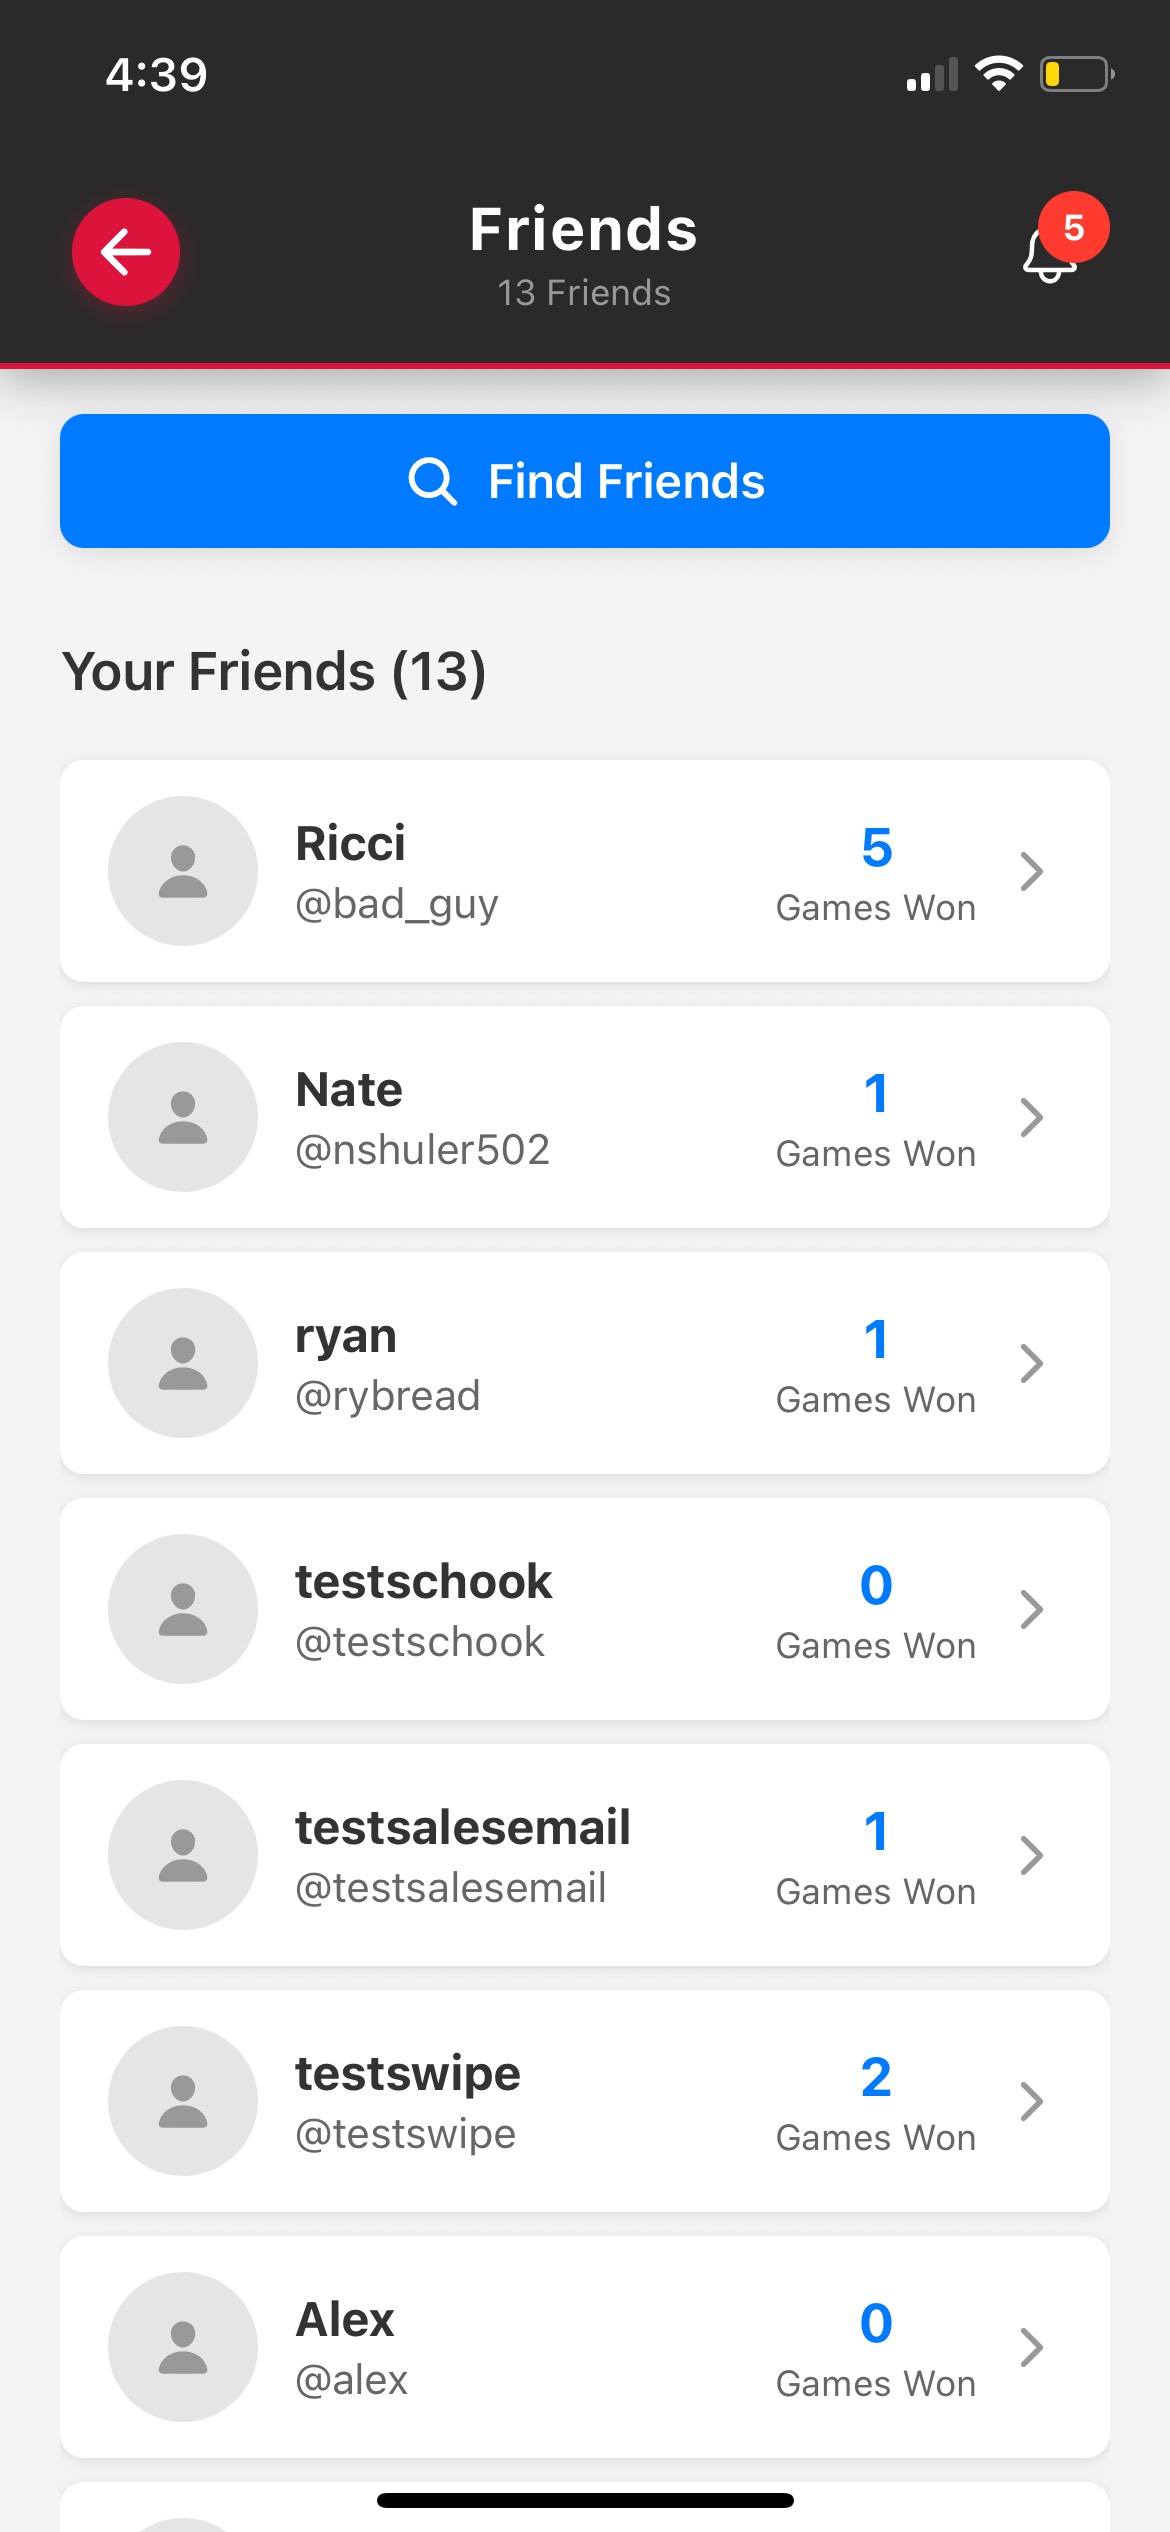 4:39
Friends
13 Friends
5
Find Friends
Your Friends (13)
Ricci
@bad_guy
5
Games Won
Nate
@nshuler502
1
Games Won
ryan
@rybread
1
Games Won
testschook
@testschook
0
Games Won
testsalesemail
@testsalesemail
1
Games Won
testswipe
@testswipe
2
Games Won
Alex
@alex
0
Games Won